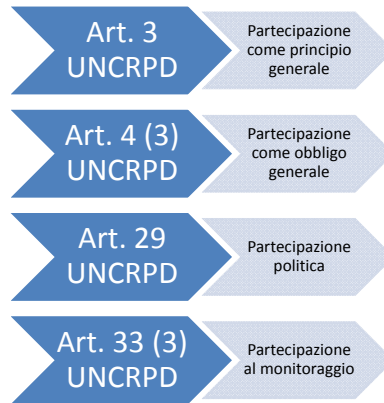 Art. 3
UNCRPD
Partecipazione
come principio
generale
Art. 4 (3)
UNCRPD
Partecipazione
come obbligo
generale
Art. 29
UNCRPD
Partecipazione
politica
Art. 33 (3)
UNCRPD
Partecipazione
al monitoraggio